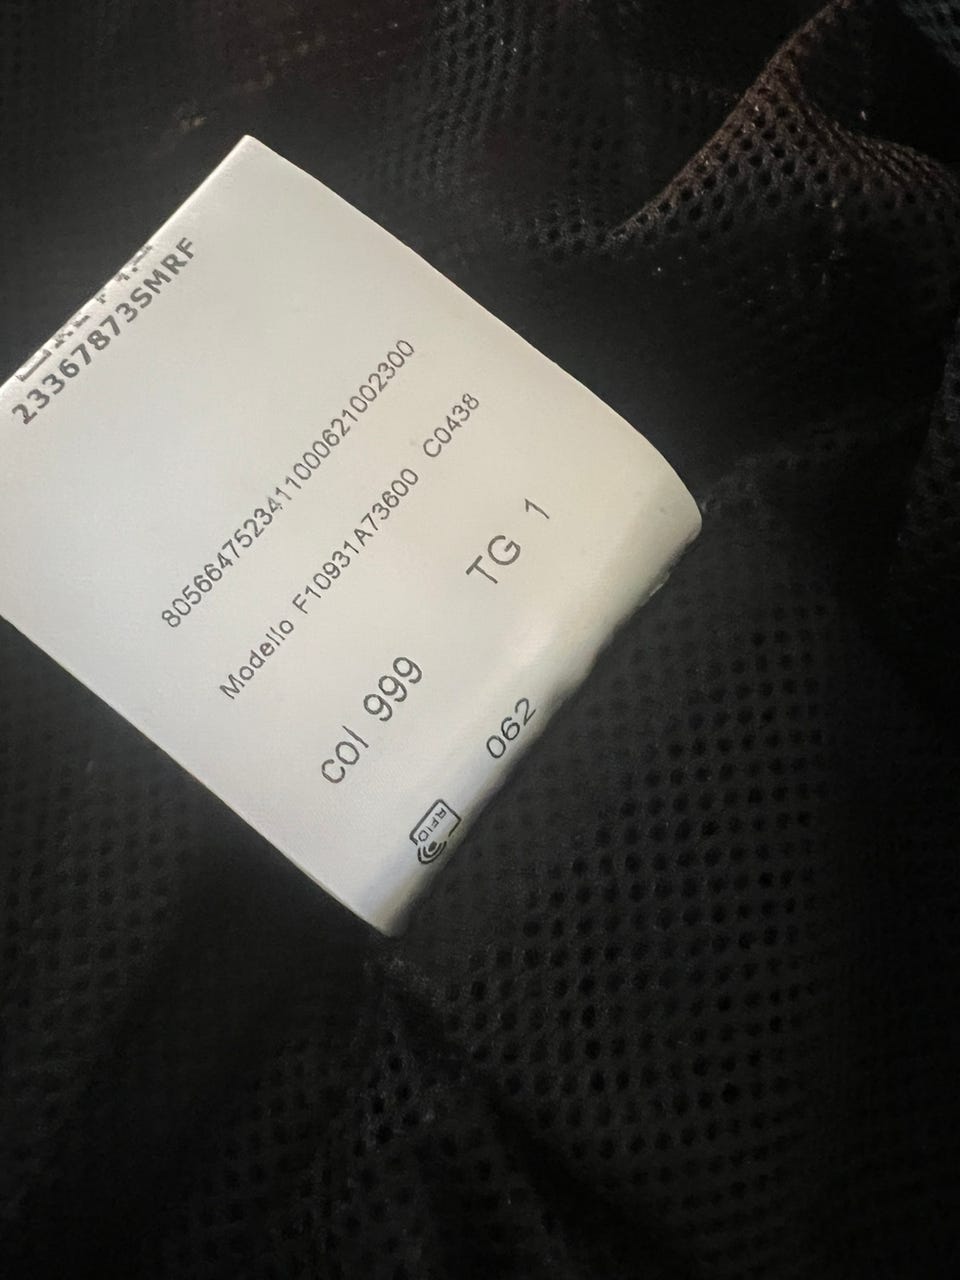 23367873SMRF
8056647523411000621002300
Modello F10931A73600 C0438
COl 999 TG 1
062
RFID